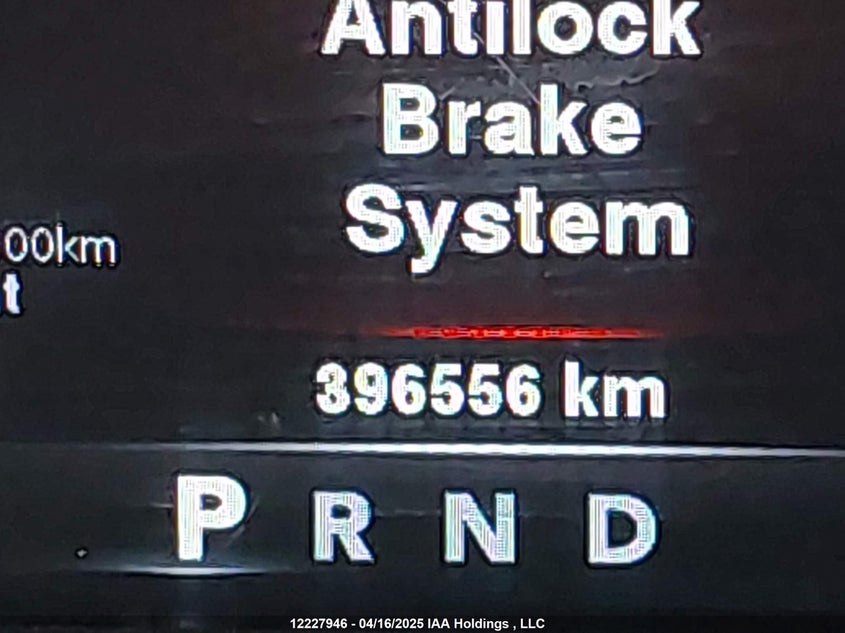 Antilock
Brake
System
00km
t
396556 km
P R N D
12227946 - 04/16/2025 IAA Holdings , LLC